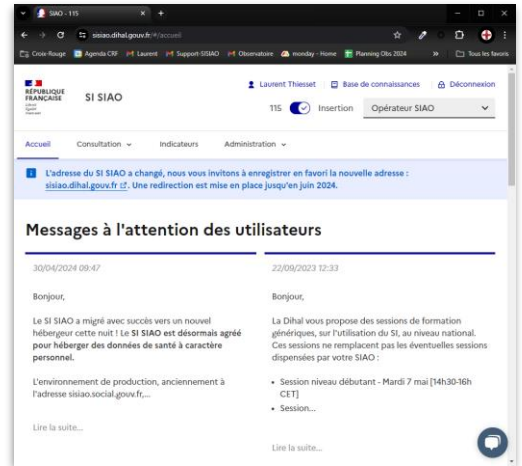 SIAO - 115
sisiao.dihal.gouv.fr/#/accueil
Croix-Rouge Agenda CRF Laurent Support-SISIAO Observatoire monday - Home Planning Obs 2024 » Tous les favoris
RÉPUBLIQUE
FRANÇAISE
SI SIAO
Laurent Thiesset Base de connaissances Déconnexion
115 Insertion Opérateur SIAO
Accueil Consultation Indicateurs Administration
L'adresse du SI SIAO a changé, nous vous invitons à enregistrer en favori la nouvelle adresse :
sisiao.dihal.gouv.fr. Une redirection est mise en place jusqu'en juin 2024.
Messages à l'attention des utilisateurs
30/04/2024 09:47
Bonjour,
Le SI SIAO a migré avec succès vers un nouvel
hébergeur cette nuit ! Le SI SIAO est désormais agréé
pour héberger des données de santé à caractère
personnel.
L'environnement de production, anciennement à
l'adresse sisiao.social.gouv.fr,...
Lire la suite...
22/09/2023 12:33
Bonjour,
La Dihal vous propose des sessions de formation
génériques, sur l'utilisation du SI, au niveau national.
Ces sessions ne remplacent pas les éventuelles sessions
dispensées par votre SIAO :
• Session niveau débutant - Mardi 7 mai [14h30-16h
CET]
• Session...
Lire la suite...